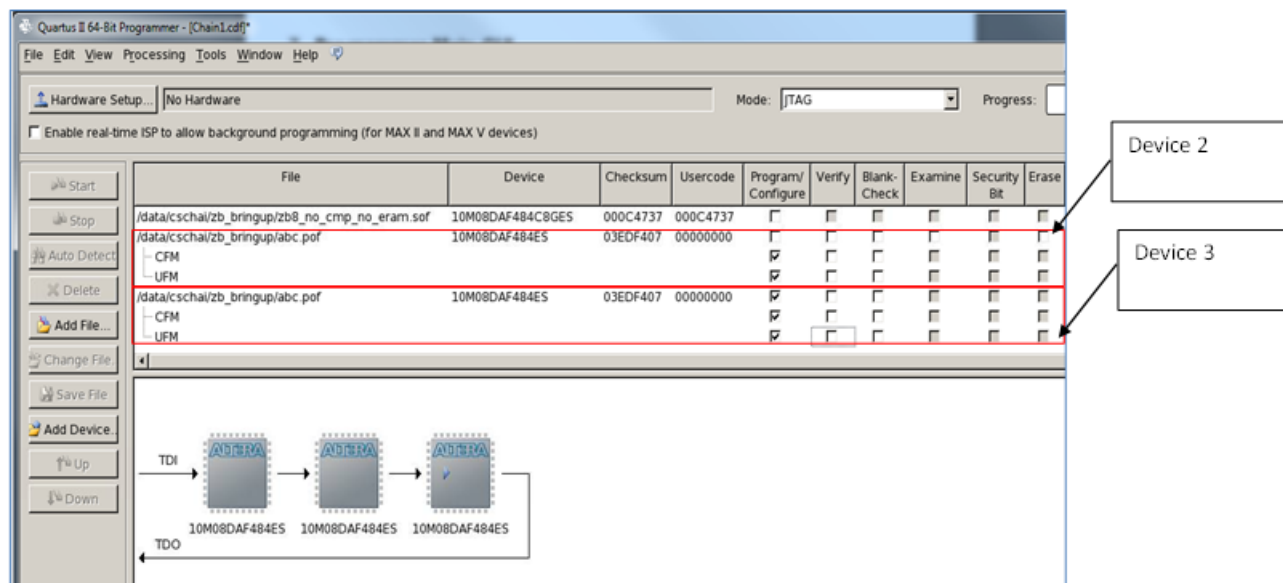 Quartus II 64-Bit Programmer - [Chain1.cdf]*
File Edit View Processing Tools Window Help
Hardware Setup... No Hardware Mode: JTAG Progress:
Enable real-time ISP to allow background programming (for MAX II and MAX V devices)
Device 2
Start
Stop
Auto Detect
Delete
Add File...
Change File.
Save File
Add Device.
Up
Down
File Device Checksum Usercode Program/ Verify Blank- Examine Security Erase
Configure Check Bit
/data/cschai/zb_bringup/zb8_no_cmp_no_eram.sof 10M08DAF484C8GES 000C4737 000C4737
/data/cschai/zb_bringup/abc.pof 10M08DAF484ES 03EDF407 00000000
CFM
UFM
/data/cschai/zb_bringup/abc.pof 10M08DAF484ES 03EDF407 00000000
CFM
UFM
Device 3
TDI
ALTERA ALTERA ALTERA
10M08DAF484ES 10M08DAF484ES 10M08DAF484ES
TDO